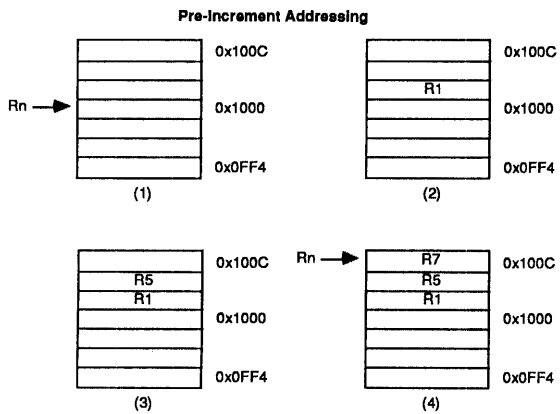 Pre-Increment Addressing
0x100C
Rn
0x1000
0x0FF4
(1)
0x100C
R1
0x1000
0x0FF4
(2)
0x100C
R5
R1
0x1000
0x0FF4
(3)
Rn
R7
0x100C
R5
R1
0x1000
0x0FF4
(4)